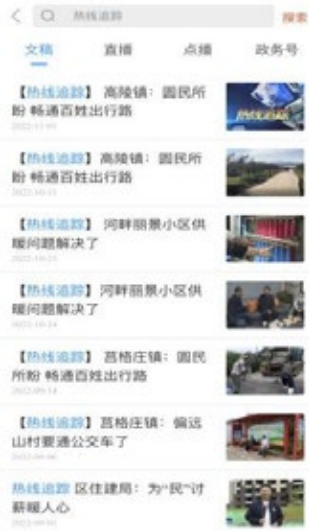 热线追踪
搜索
文稿 直播 点播 政务号
【热线追踪】高陵镇：圆民所
盼 畅通百姓出行路
【热线追踪】高陵镇：圆民所
盼 畅通百姓出行路
【热线追踪】 河畔丽景小区供
暖问题解决了
【热线追踪】河畔丽景小区供
暖问题解决了
【热线追踪】莒格庄镇：圆民
所盼 畅通百姓出行路
【热线追踪】莒格庄镇：偏远
山村要通公交车了
热线追踪 区住建局：为“民”讨
薪暖人心